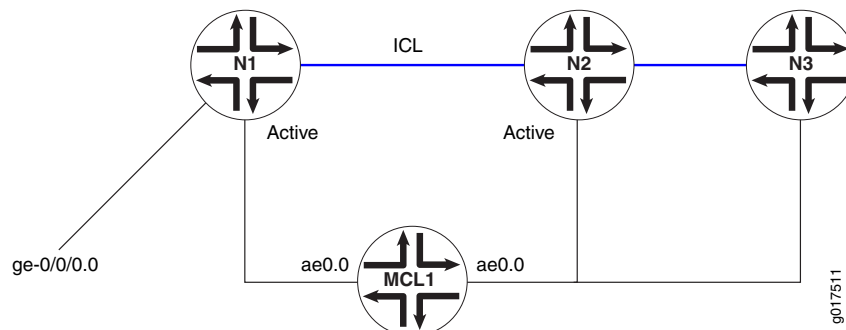 ICL
N1
N2
N3
Active
Active
ge-0/0/0.0
ae0.0
ae0.0
MCL1
g017511